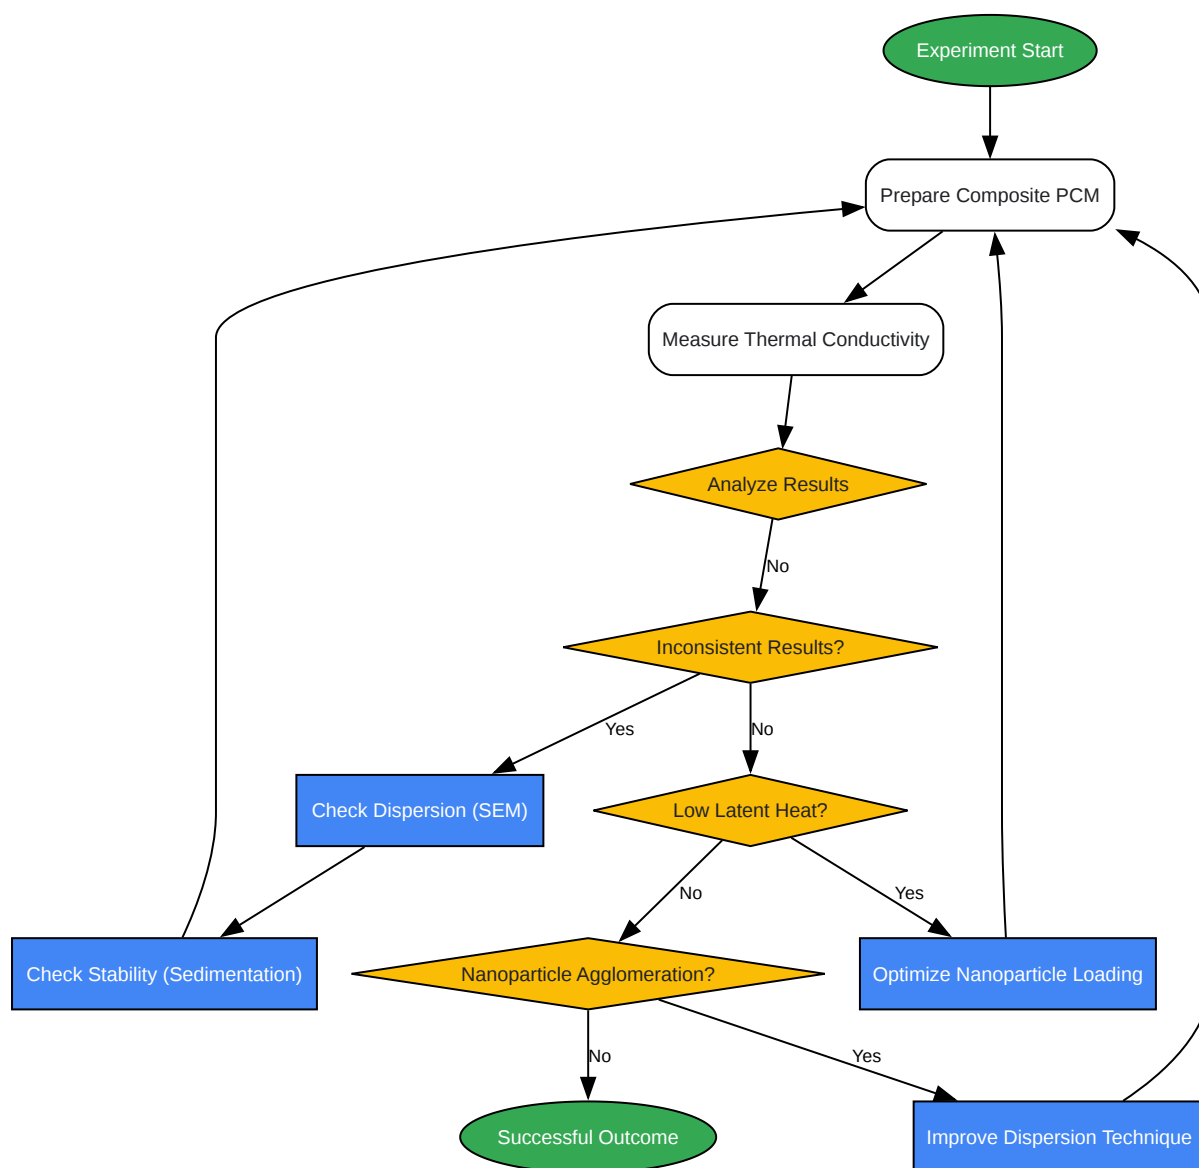 Experiment Start
Prepare Composite PCM
Measure Thermal Conductivity
Analyze Results
No
Inconsistent Results?
Yes
No
Check Dispersion (SEM)
Low Latent Heat?
No
Yes
Check Stability (Sedimentation)
Nanoparticle Agglomeration?
Optimize Nanoparticle Loading
No
Yes
Successful Outcome
Improve Dispersion Technique